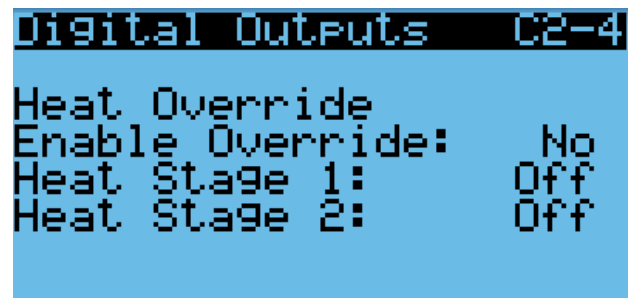 Digital Outputs C2-4
Heat Override
Enable Override: No
Heat Stage 1: Off
Heat Stage 2: Off